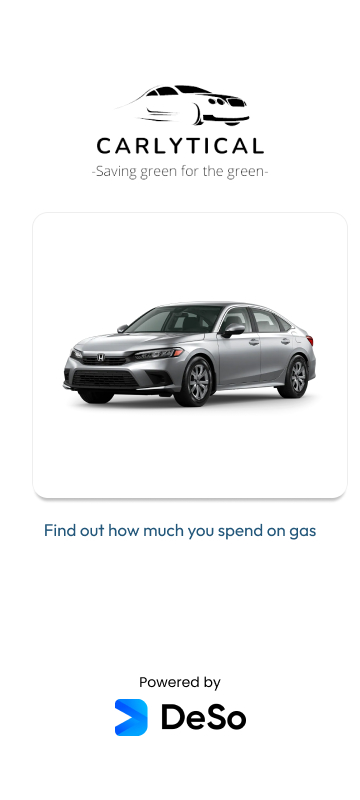 CARLYTICAL
-Saving green for the green-
Find out how much you spend on gas
Powered by
DeSo